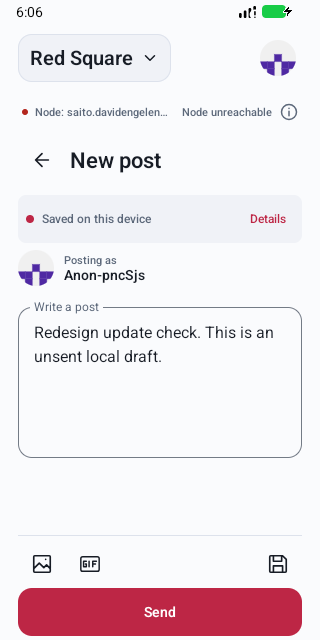 6:06
Red Square
Node: saito.davidengelen... Node unreachable
New post
Saved on this device Details
Posting as
Anon-pncSjs
Write a post
Redesign update check. This is an
unsent local draft.
GIF
Send